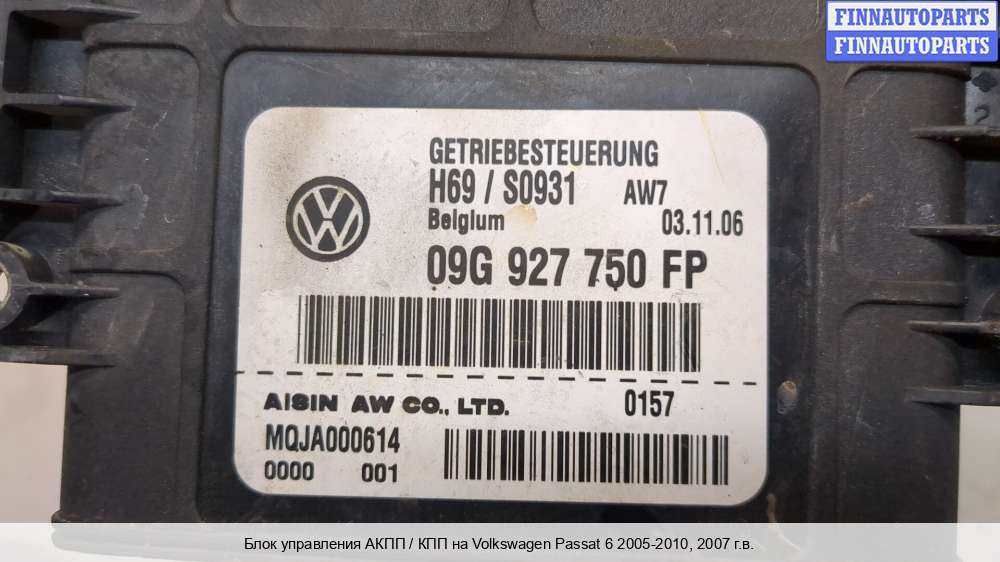 FINNAUTOPARTS
FINNAUTOPARTS
GETRIEBESTEUERUNG
H69 / S0931 AW7
Belgium 03.11.06
09G 927 750 FP
AISIN AW CO., LTD. 0157
MQJA000614
0000 001
2
Блок управления АКПП / КПП на Volkswagen Passat 6 2005-2010, 2007 г.в.